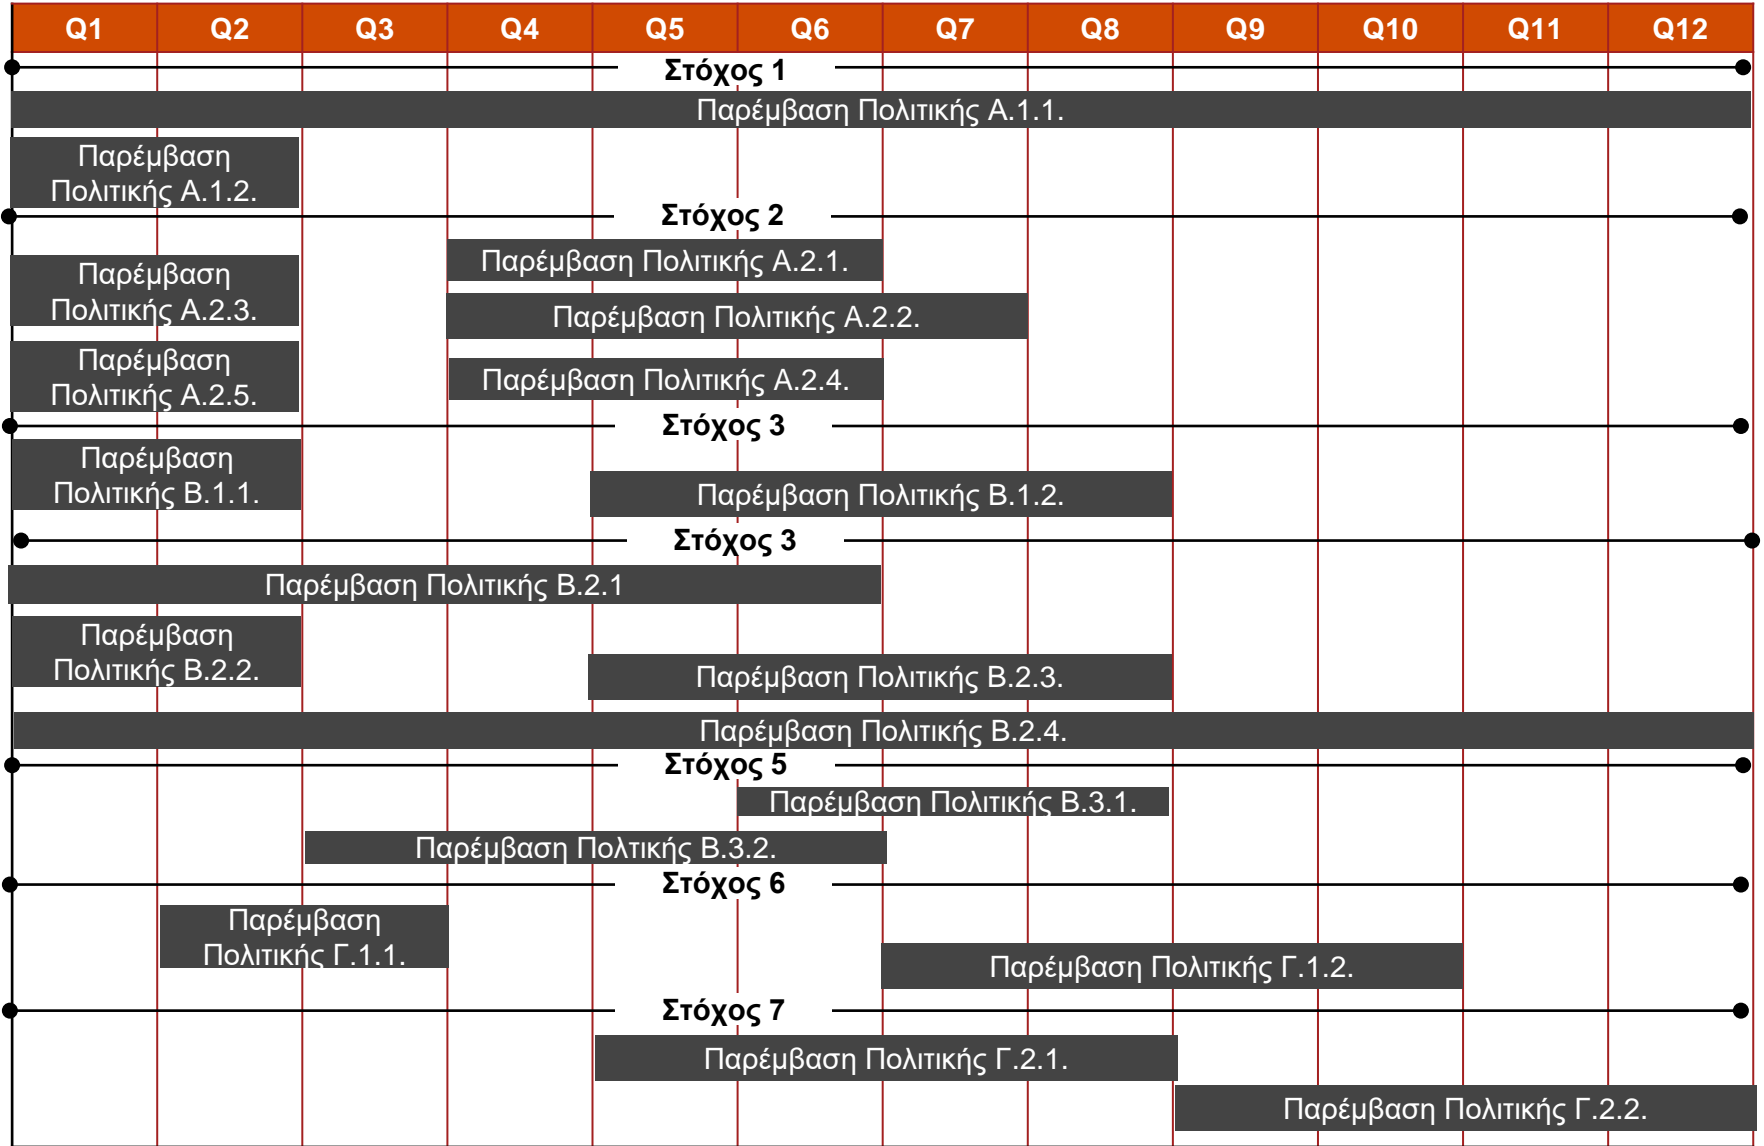 Q1 Q2 Q3 Q4 Q5 Q6 Q7 Q8 Q9 Q10 Q11 Q12
Στόχος 1
Παρέμβαση Πολιτικής Α.1.1.
Παρέμβαση
Πολιτικής Α.1.2.
Στόχος 2
Παρέμβαση Πολιτικής Α.2.1.
Παρέμβαση
Πολιτικής Α.2.3.
Παρέμβαση Πολιτικής Α.2.2.
Παρέμβαση
Πολιτικής Α.2.5.
Παρέμβαση Πολιτικής Α.2.4.
Στόχος 3
Παρέμβαση
Πολιτικής Β.1.1.
Παρέμβαση Πολιτικής Β.1.2.
Στόχος 3
Παρέμβαση Πολιτικής Β.2.1
Παρέμβαση
Πολιτικής Β.2.2.
Παρέμβαση Πολιτικής Β.2.3.
Παρέμβαση Πολιτικής Β.2.4.
Στόχος 5
Παρέμβαση Πολιτικής Β.3.1.
Παρέμβαση Πολτικής Β.3.2.
Στόχος 6
Παρέμβαση
Πολιτικής Γ.1.1.
Παρέμβαση Πολιτικής Γ.1.2.
Στόχος 7
Παρέμβαση Πολιτικής Γ.2.1.
Παρέμβαση Πολιτικής Γ.2.2.